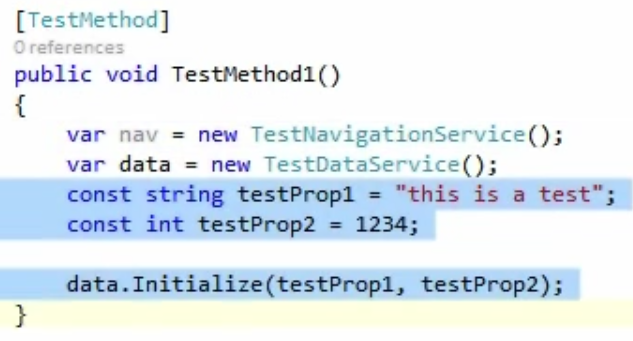 [TestMethod]
0 references
public void TestMethod1()
{
    var nav = new TestNavigationService();
    var data = new TestDataService();
    const string testProp1 = "this is a test";
    const int testProp2 = 1234;

    data.Initialize(testProp1, testProp2);
}